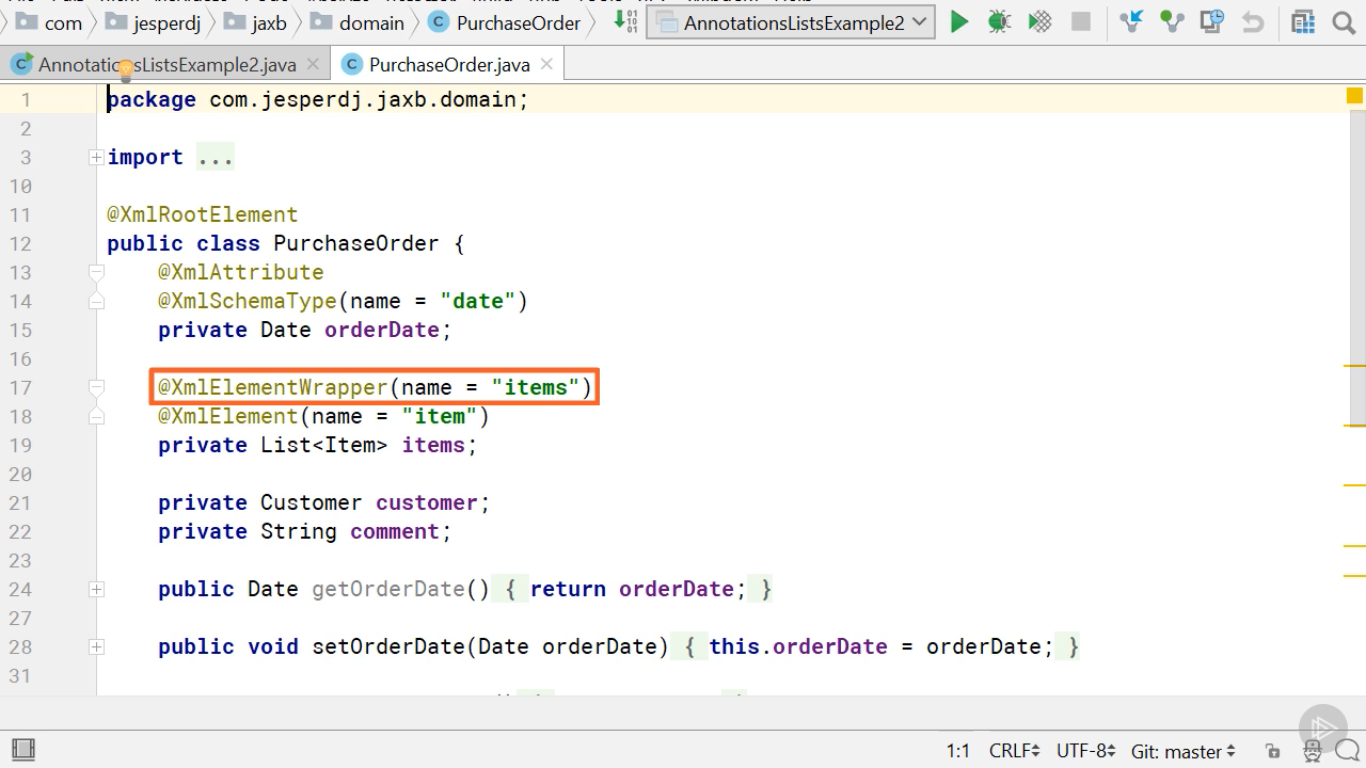 com jesperdj jaxb domain PurchaseOrder AnnotationsListsExample2
AnnotationsListsExample2.java PurchaseOrder.java
1 package com.jesperdj.jaxb.domain;
2
3 import ...
10
11 @XmlRootElement
12 public class PurchaseOrder {
13 @XmlAttribute
14 @XmlSchemaType(name = "date")
15 private Date orderDate;
16
17 @XmlElementWrapper(name = "items")
18 @XmlElement(name = "item")
19 private List<Item> items;
20
21 private Customer customer;
22 private String comment;
23
24 public Date getOrderDate() { return orderDate; }
27
28 public void setOrderDate(Date orderDate) { this.orderDate = orderDate; }
31
1:1 CRLF UTF-8 Git: master